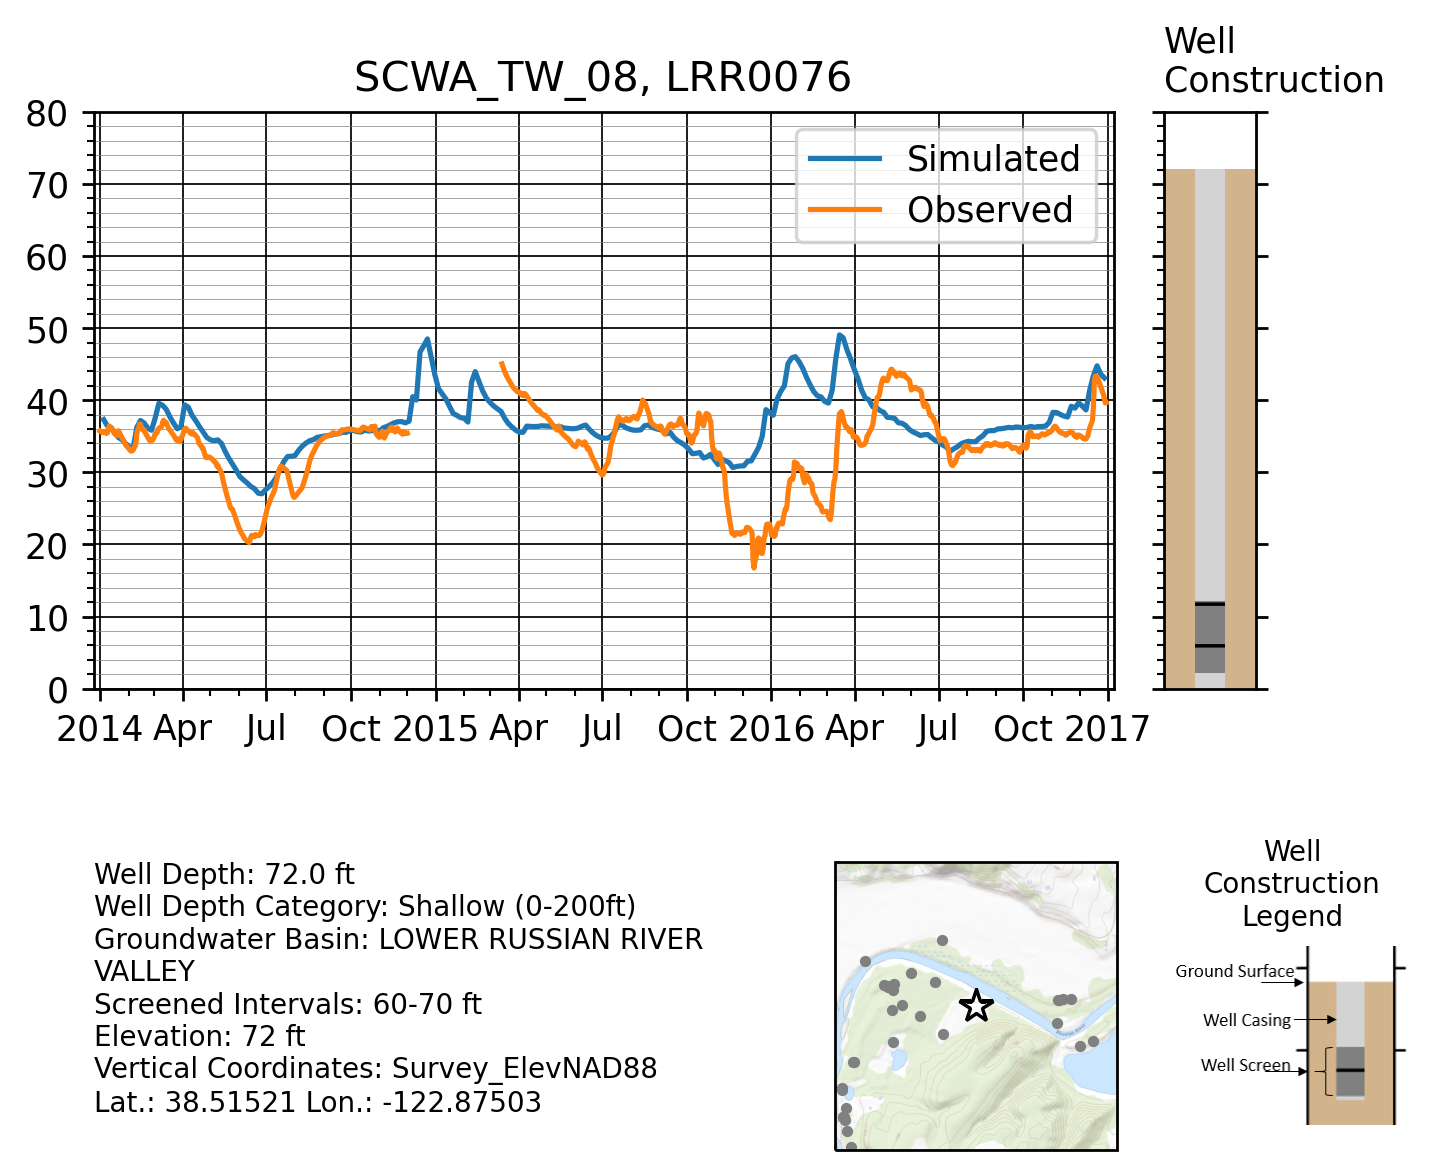 Well
Construction
SCWA_TW_08, LRR0076
80
70
60
50
40
30
20
10
0
Simulated
Observed
2014 Apr Jul Oct 2015 Apr Jul Oct 2016 Apr Jul Oct 2017
Well Depth: 72.0 ft
Well Depth Category: Shallow (0-200ft)
Groundwater Basin: LOWER RUSSIAN RIVER
VALLEY
Screened Intervals: 60-70 ft
Elevation: 72 ft
Vertical Coordinates: Survey_ElevNAD88
Lat.: 38.51521 Lon.: -122.87503
Well
Construction
Legend
Ground Surface
Well Casing
Well Screen